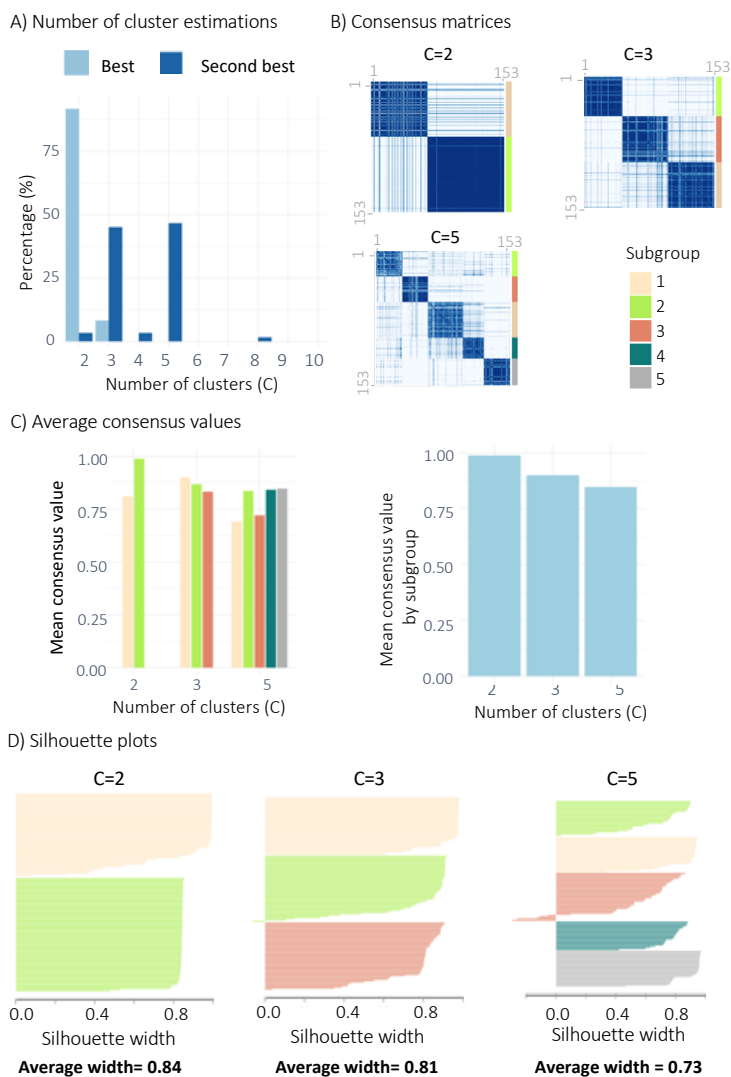 A) Number of cluster estimations
Best
Second best
Percentage (%)
75
50
25
0
2 3 4 5 6 7 8 9 10
Number of clusters (C)
B) Consensus matrices
C=2
1 153
1
153
C=3
1 153
1
153
C=5
1 153
1
153
Subgroup
1
2
3
4
5
C) Average consensus values
Mean consensus value
1.00
0.75
0.50
0.25
0.00
2 3 5
Number of clusters (C)
Mean consensus value
by subgroup
1.00
0.75
0.50
0.25
0.00
2 3 5
Number of clusters (C)
D) Silhouette plots
C=2
0.0 0.4 0.8
Silhouette width
Average width= 0.84
C=3
0.0 0.4 0.8
Silhouette width
Average width= 0.81
C=5
0.0 0.4 0.8
Silhouette width
Average width = 0.73